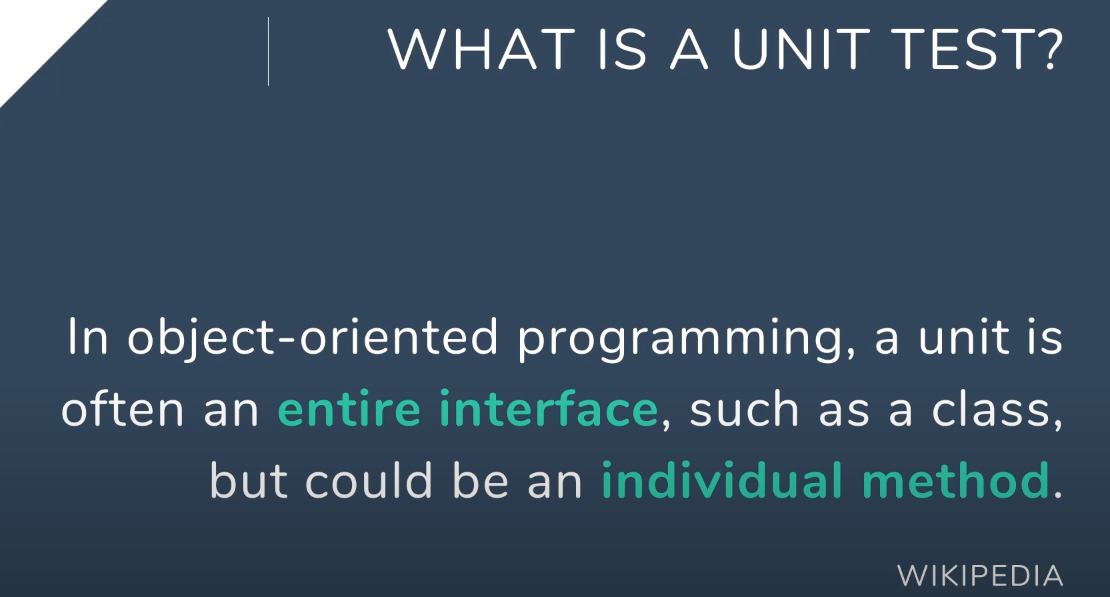 WHAT IS A UNIT TEST?
In object-oriented programming, a unit is
often an entire interface, such as a class,
but could be an individual method.
WIKIPEDIA